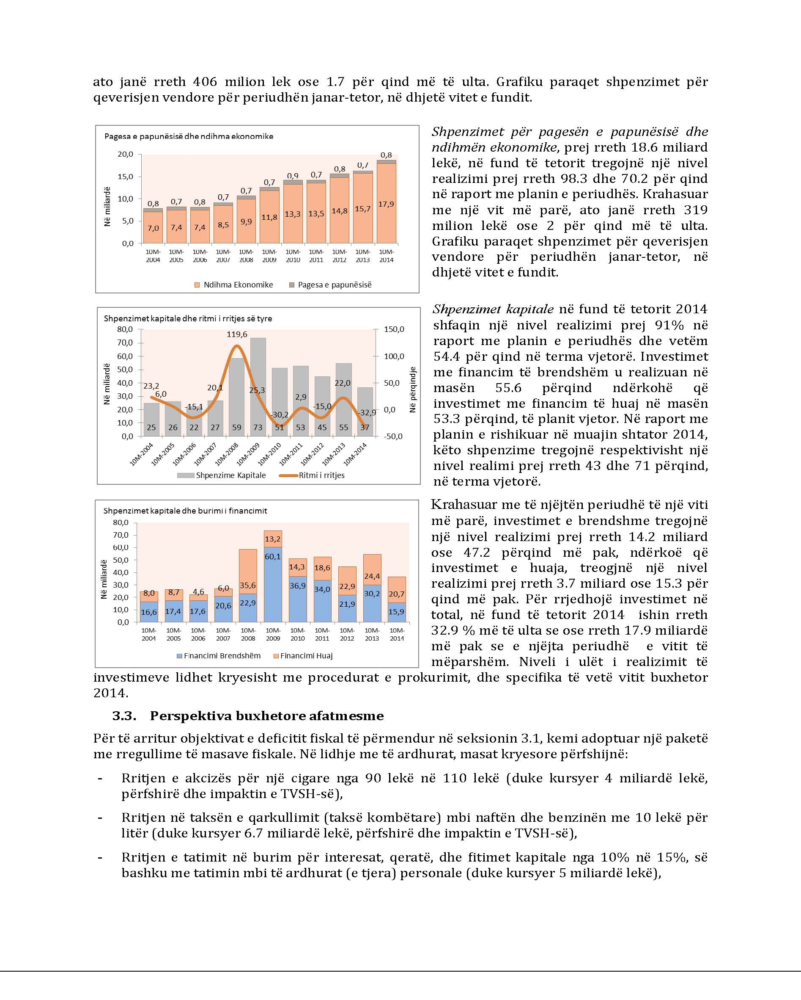 ato janë rreth 406 milion lek ose 1.7 për qind më të ulta. Grafiku paraqet shpenzimet për
qeverisjen vendore për periudhën janar-tetor, në dhjetë vitet e fundit.
Pagesa e papunësisë dhe ndihma ekonomike
Në miliardë
20,0
15,0
10,0
5,0
0,0
0,8 0,7 0,8 0,7 0,7 0,7 0,9 0,7 0,8 0,7 0,8
7,0 7,4 7,4 8,5 9,9 11,8 13,3 13,5 14,8 15,7 17,9
10M- 10M- 10M- 10M- 10M- 10M- 10M- 10M- 10M- 10M- 10M-
2004 2005 2006 2007 2008 2009 2010 2011 2012 2013 2014
Ndihma Ekonomike Pagesa e papunësisë
Shpenzimet për pagesën e papunësisë dhe
ndihmën ekonomike, prej rreth 18.6 miliard
lekë, në fund të tetorit tregojnë një nivel
realizimi prej rreth 98.3 dhe 70.2 për qind
në raport me planin e periudhës. Krahasuar
me një vit më parë, ato janë rreth 319
milion lekë ose 2 për qind më të ulta.
Grafiku paraqet shpenzimet për qeverisjen
vendore për periudhën janar-tetor, në
dhjetë vitet e fundit.
Shpenzimet kapitale dhe ritmi i rritjes së tyre
Në miliardë
80,0
70,0
60,0
50,0
40,0
30,0
20,0
10,0
0,0
23,2 6,0 -15,1 20,1 119,6 25,3 -30,2 2,9 -15,0 22,0 -32,9
25 26 22 27 59 73 51 53 45 55 37
150,0
100,0
50,0
0,0
-50,0
Në përqindje
10M-2004 10M-2005 10M-2006 10M-2007 10M-2008 10M-2009 10M-2010 10M-2011 10M-2012 10M-2013 10M-2014
Shpenzime Kapitale Ritmi i rritjes
Shpenzimet kapitale në fund të tetorit 2014
shfaqin një nivel realizimi prej 91% në
raport me planin e periudhës dhe vetëm
54.4 për qind në terma vjetorë. Investimet
me financim të brendshëm u realizuan në
masën 55.6 përqind ndërkohë që
investimet me financim të huaj në masën
53.3 përqind, të planit vjetor. Në raport me
planin e rishikuar në muajin shtator 2014,
këto shpenzime tregojnë respektivisht një
nivel realimi prej rreth 43 dhe 71 përqind,
në terma vjetorë.
Shpenzimet kapitale dhe burimi i financimit
Në miliardë
80,0
70,0
60,0
50,0
40,0
30,0
20,0
10,0
0,0
8,0 8,7 4,6 6,0 35,6 13,2 14,3 18,6 22,9 24,4 20,7
16,6 17,4 17,6 20,6 22,9 60,1 36,9 34,0 21,9 30,2 15,9
10M- 10M- 10M- 10M- 10M- 10M- 10M- 10M- 10M- 10M- 10M-
2004 2005 2006 2007 2008 2009 2010 2011 2012 2013 2014
Financimi Brendshëm Financimi Huaj
Krahasuar me të njëjtën periudhë të një viti
më parë, investimet e brendshme tregojnë
një nivel realizimi prej rreth 14.2 miliard
ose 47.2 përqind më pak, ndërkoë që
investimet e huaja, treogjnë një nivel
realizimi prej rreth 3.7 miliard ose 15.3 për
qind më pak. Për rrjedhojë investimet në
total, në fund të tetorit 2014 ishin rreth
32.9 % më të ulta se ose rreth 17.9 miliardë
më pak se e njëjta periudhë e vitit të
mëparshëm. Niveli i ulët i realizimit të
investimeve lidhet kryesisht me procedurat e prokurimit, dhe specifika të vetë vitit buxhetor
2014.
3.3. Perspektiva buxhetore afatmesme
Për të arritur objektivat e deficitit fiskal të përmendur në seksionin 3.1, kemi adoptuar një paketë
me rregullime të masave fiskale. Në lidhje me të ardhurat, masat kryesore përfshijnë:
- Rritjen e akcizës për një cigare nga 90 lekë në 110 lekë (duke kursyer 4 miliardë lekë,
përfshirë dhe impaktin e TVSH-së),
- Rritjen në taksën e qarkullimit (taksë kombëtare) mbi naftën dhe benzinën me 10 lekë për
litër (duke kursyer 6.7 miliardë lekë, përfshirë dhe impaktin e TVSH-së),
- Rritjen e tatimit në burim për interesat, qeratë, dhe fitimet kapitale nga 10% në 15%, së
bashku me tatimin mbi të ardhurat (e tjera) personale (duke kursyer 5 miliardë lekë),